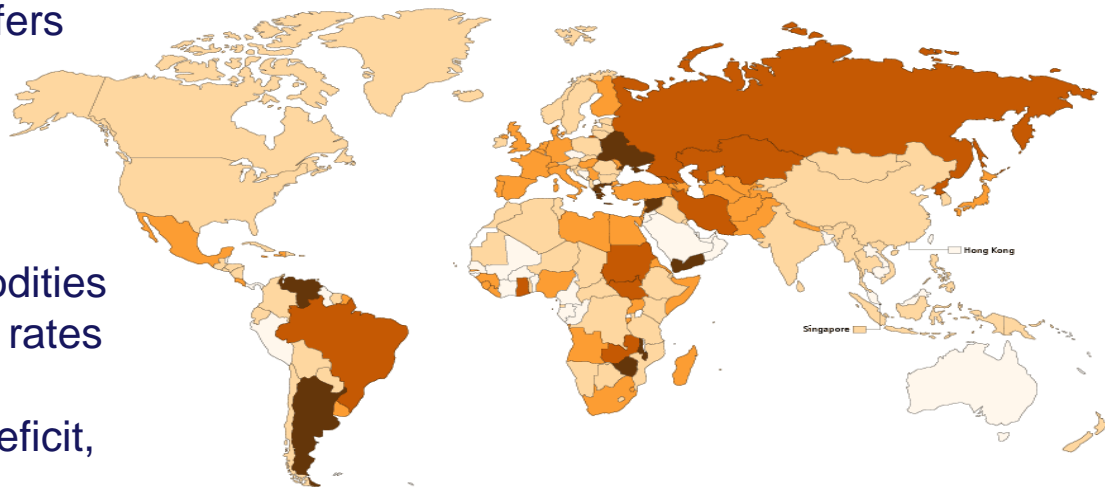 fers
odities
rates
eficit,
Hong Kong
Singapore